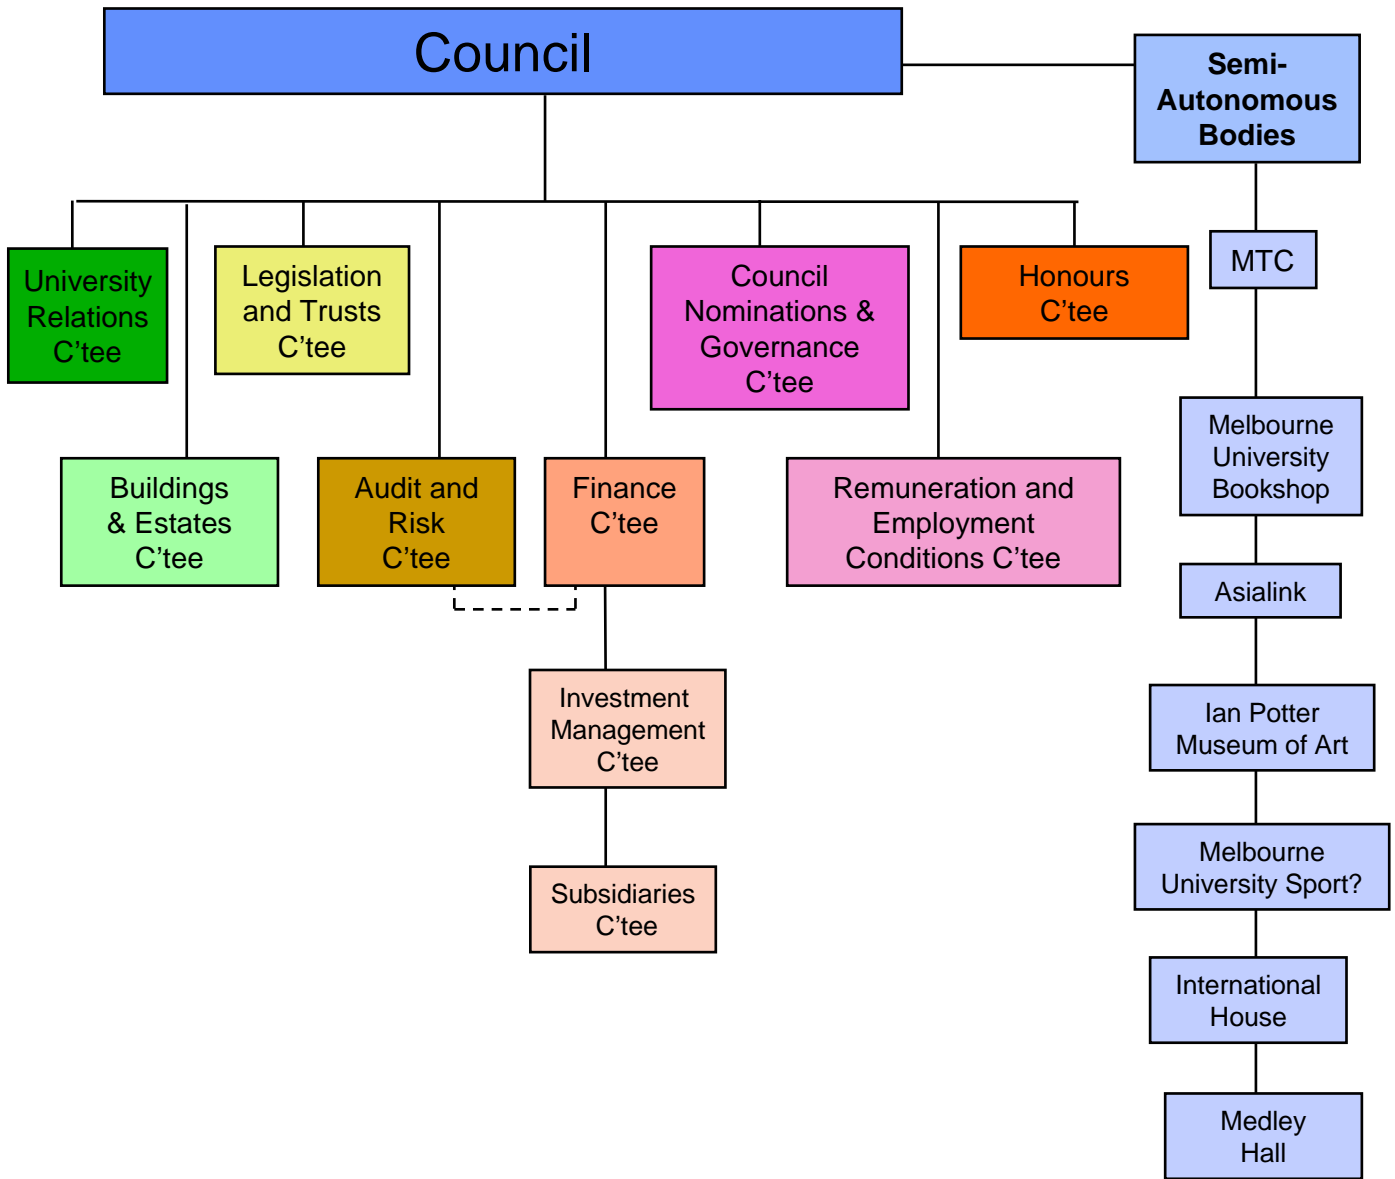 Council
Semi-
Autonomous
Bodies
University
Relations
C'tee
Legislation
and Trusts
C'tee
Council
Nominations &
Governance
C'tee
Honours
C'tee
MTC
Buildings
& Estates
C'tee
Audit and
Risk
C'tee
Finance
C'tee
Remuneration and
Employment
Conditions C'tee
Melbourne
University
Bookshop
Asialink
Investment
Management
C'tee
Ian Potter
Museum of Art
Subsidiaries
C'tee
Melbourne
University Sport?
International
House
Medley
Hall